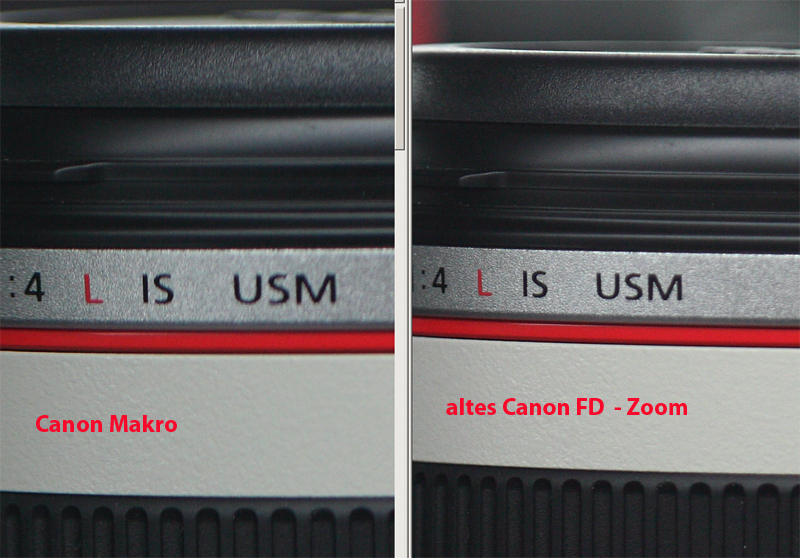 :4 L IS USM
Canon Makro
:4 L IS USM
altes Canon FD - Zoom